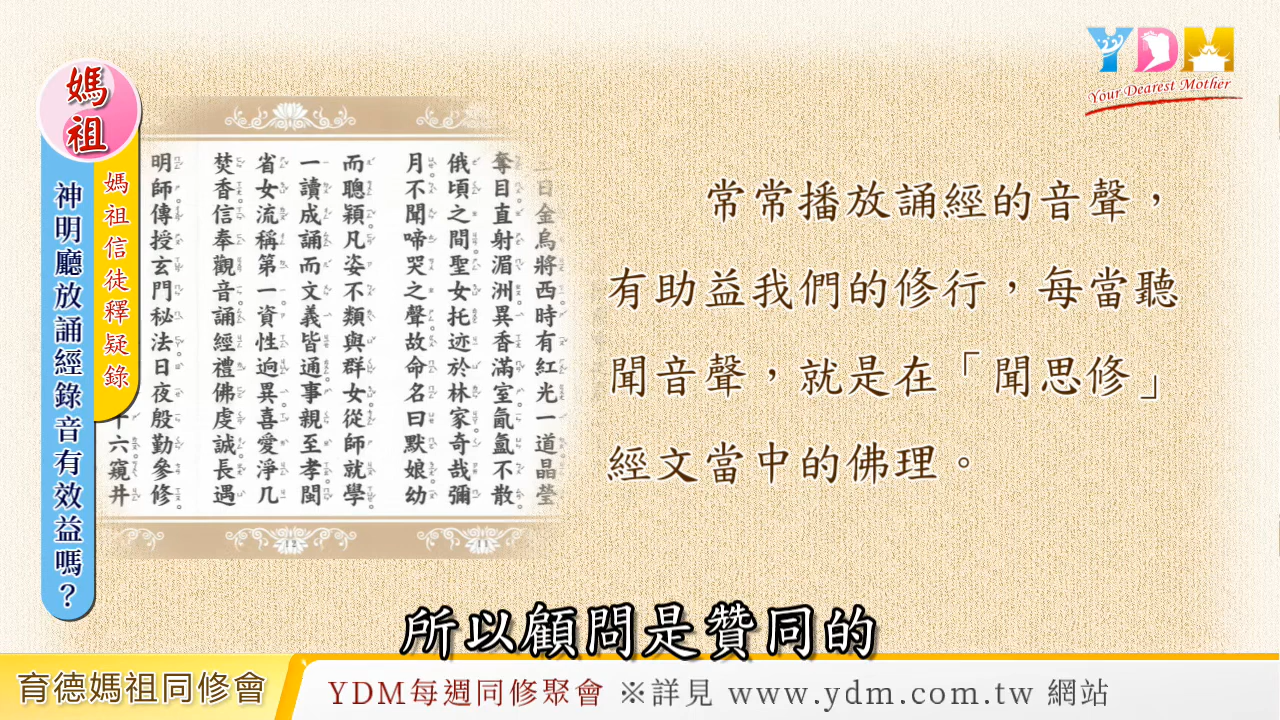 YDM
Your Dearest Mother
媽祖
媽祖信徒釋疑錄
神明廳放誦經錄音有效益嗎？
日金烏將西。時有紅光一道晶瑩
奪目直射湄洲。異香滿室。氤氳不散。
俄頃之間。聖女托迹於林家。奇哉彌
月。不聞啼哭之聲。故命名曰默娘。幼
而聰穎。凡姿不類與群女。從師就學。
一讀成誦而文義皆通。事親至孝。閩
省女流稱第一。資性迥異。喜愛淨几
焚香信奉觀音。誦經禮佛虔誠。長遇
明師。傳授玄門秘法。日夜殷勤參修。
十六。窺井
12
11
常常播放誦經的音聲，
有助益我們的修行，每當聽
聞音聲，就是在「聞思修」
經文當中的佛理。
所以顧問是贊同的
育德媽祖同修會
YDM每週同修聚會 ※詳見 www.ydm.com.tw 網站